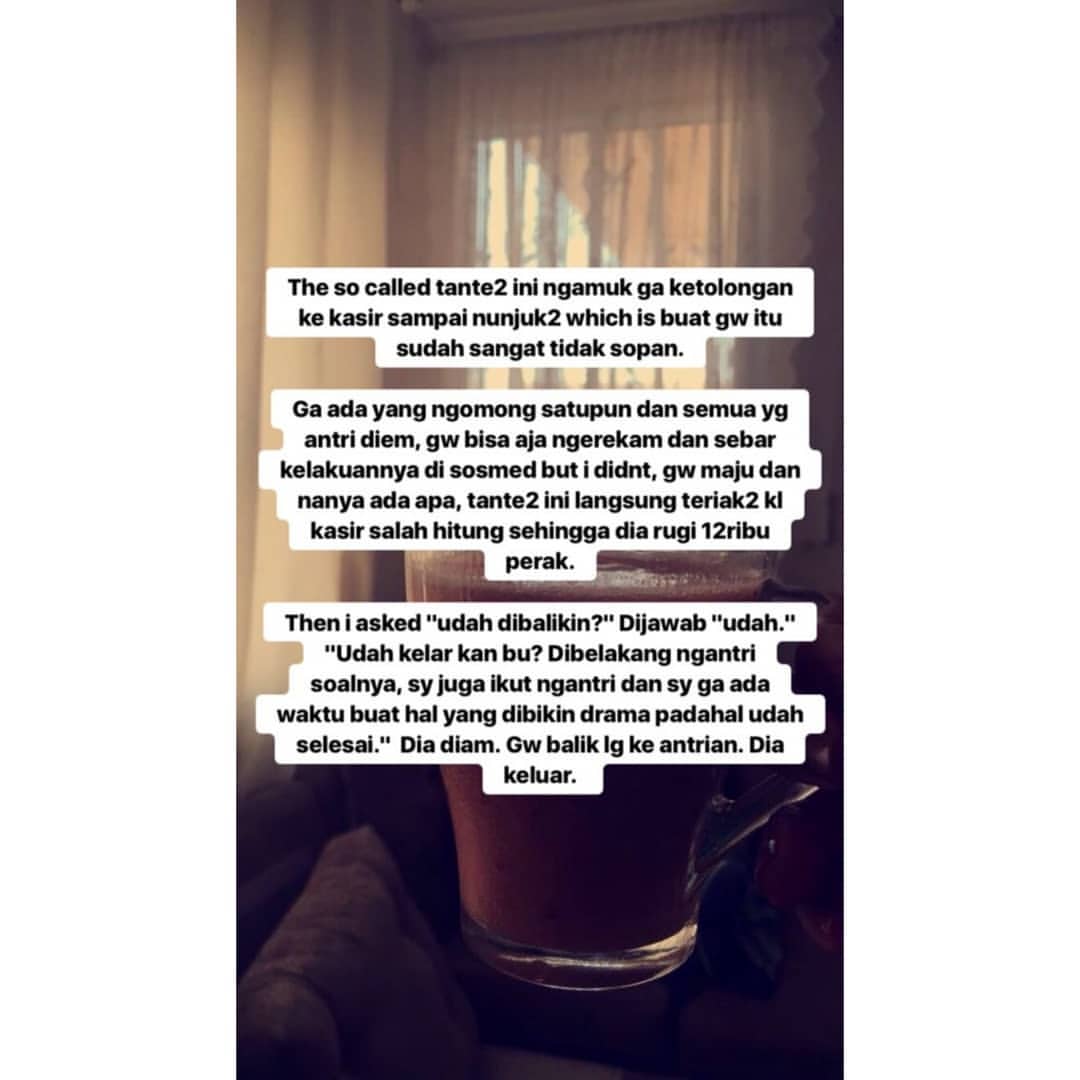 The so called tante2 ini ngamuk ga ketolongan
ke kasir sampai nunjuk2 which is buat gw itu
sudah sangat tidak sopan.
Ga ada yang ngomong satupun dan semua yg
antri diem, gw bisa aja ngerekam dan sebar
kelakuannya di sosmed but i didnt, gw maju dan
nanya ada apa, tante2 ini langsung teriak2 kl
kasir salah hitung sehingga dia rugi 12ribu
perak.
Then i asked "udah dibalikin?" Dijawab "udah."
"Udah kelar kan bu? Dibelakang ngantri
soalnya, sy juga ikut ngantri dan sy ga ada
waktu buat hal yang dibikin drama padahal udah
selesai." Dia diam. Gw balik lg ke antrian. Dia
keluar.